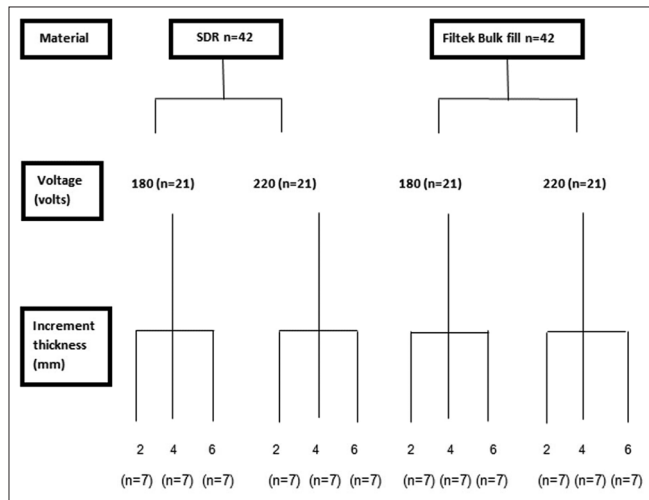 Material
SDR n=42
Filtek Bulk fill n=42
Voltage
(volts)
180 (n=21)
220 (n=21)
180 (n=21)
220 (n=21)
Increment
thickness
(mm)
2 4 6 2 4 6 2 4 6 2 4 6
(n=7) (n=7) (n=7) (n=7) (n=7) (n=7) (n=7) (n=7) (n=7) (n=7) (n=7) (n=7)